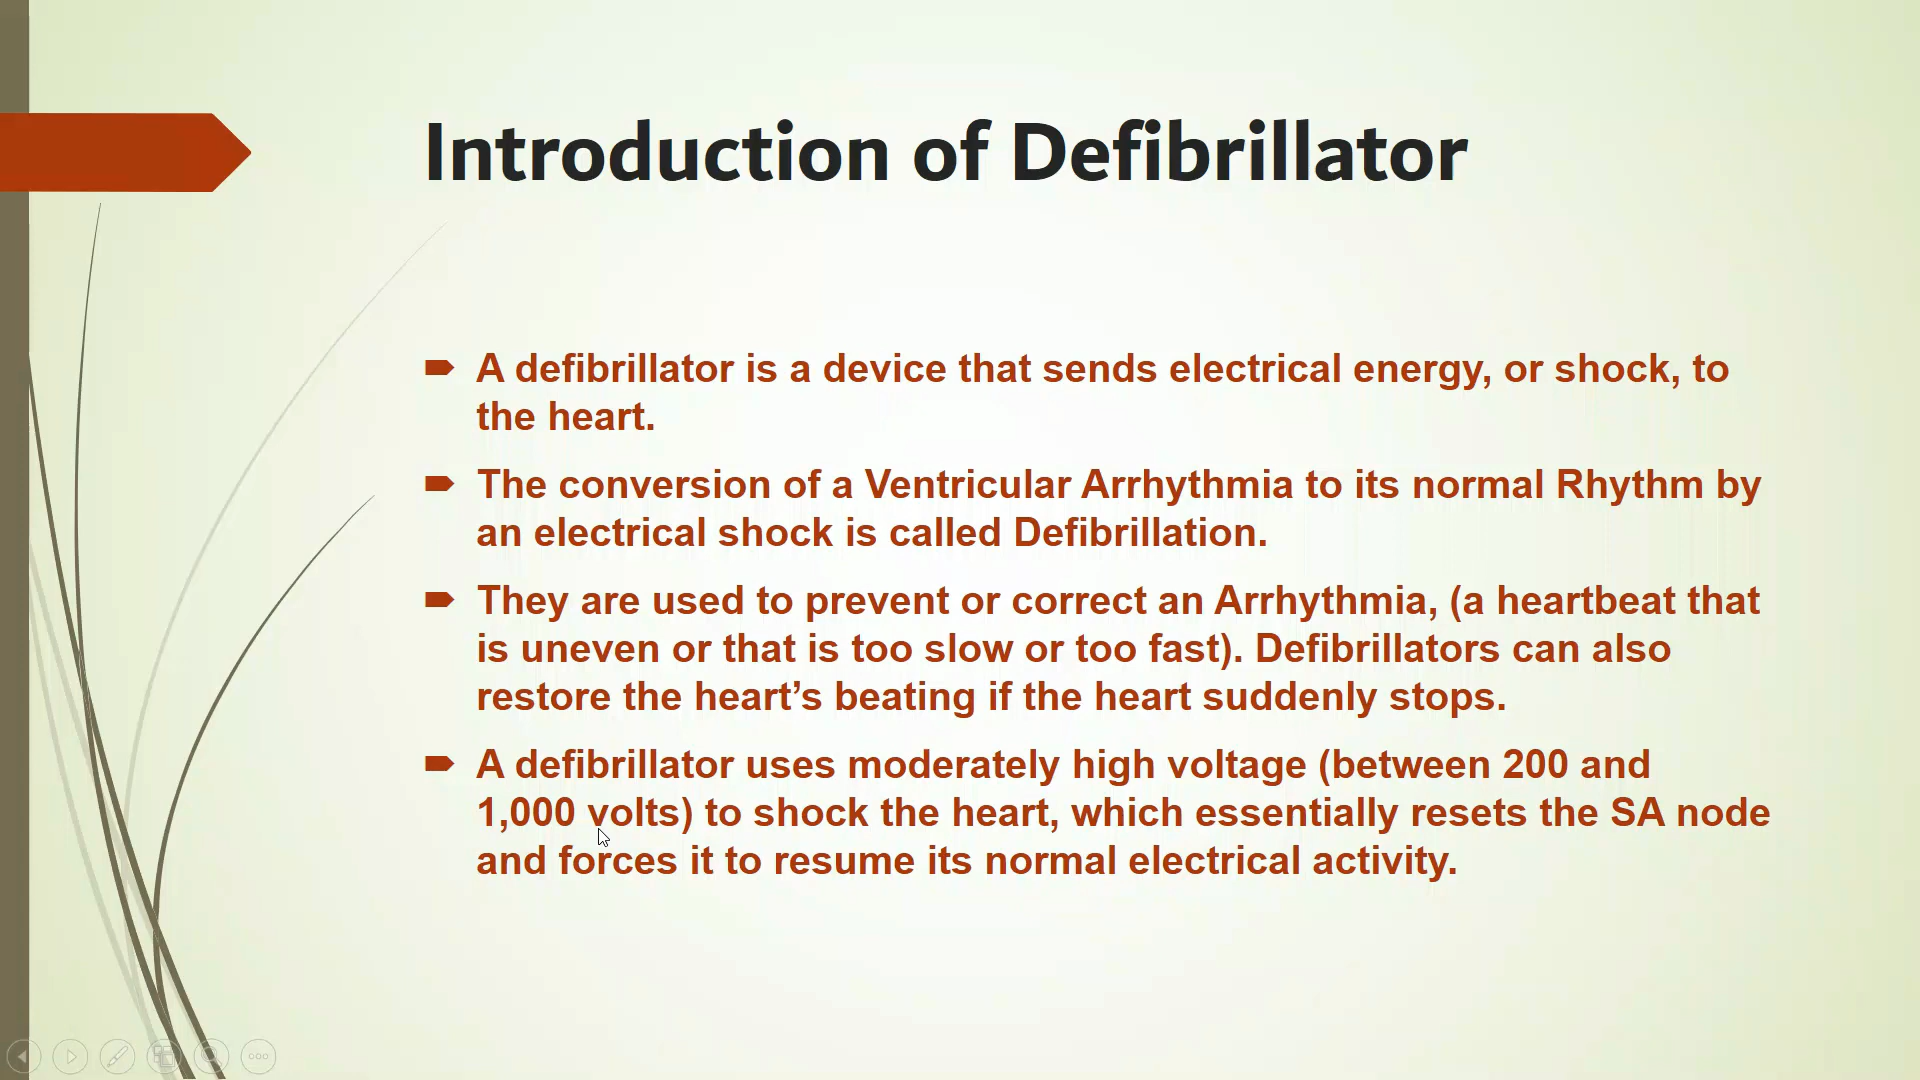 Introduction of Defibrillator
A defibrillator is a device that sends electrical energy, or shock, to
the heart.
The conversion of a Ventricular Arrhythmia to its normal Rhythm by
an electrical shock is called Defibrillation.
They are used to prevent or correct an Arrhythmia, (a heartbeat that
is uneven or that is too slow or too fast). Defibrillators can also
restore the heart’s beating if the heart suddenly stops.
A defibrillator uses moderately high voltage (between 200 and
1,000 volts) to shock the heart, which essentially resets the SA node
and forces it to resume its normal electrical activity.